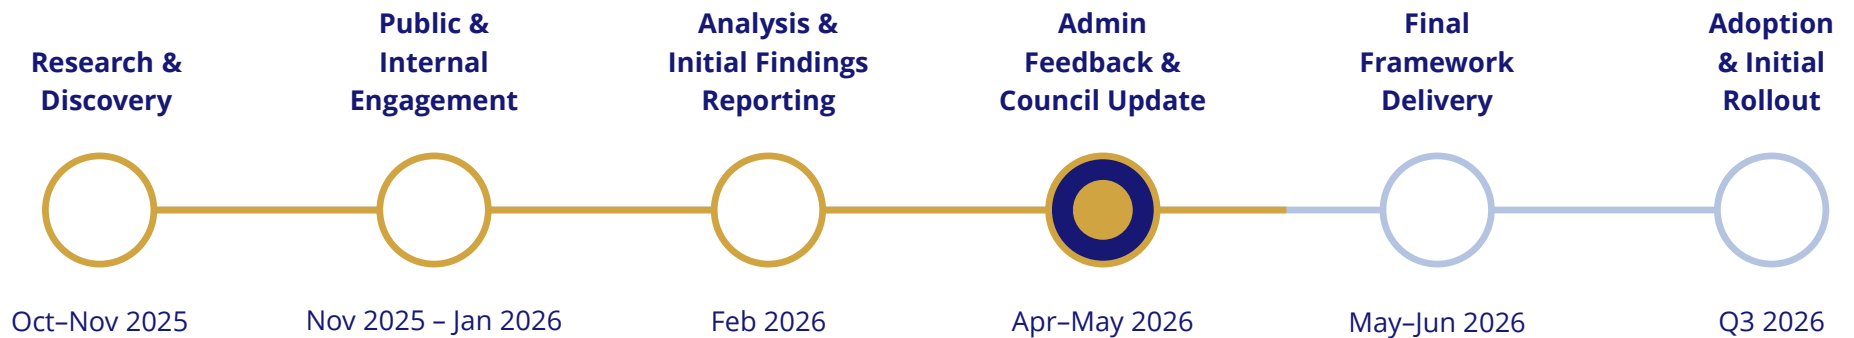 Research &
Discovery
Public &
Internal
Engagement
Analysis &
Initial Findings
Reporting
Admin
Feedback &
Council Update
Final
Framework
Delivery
Adoption
& Initial
Rollout
Oct–Nov 2025
Nov 2025 – Jan 2026
Feb 2026
Apr–May 2026
May–Jun 2026
Q3 2026